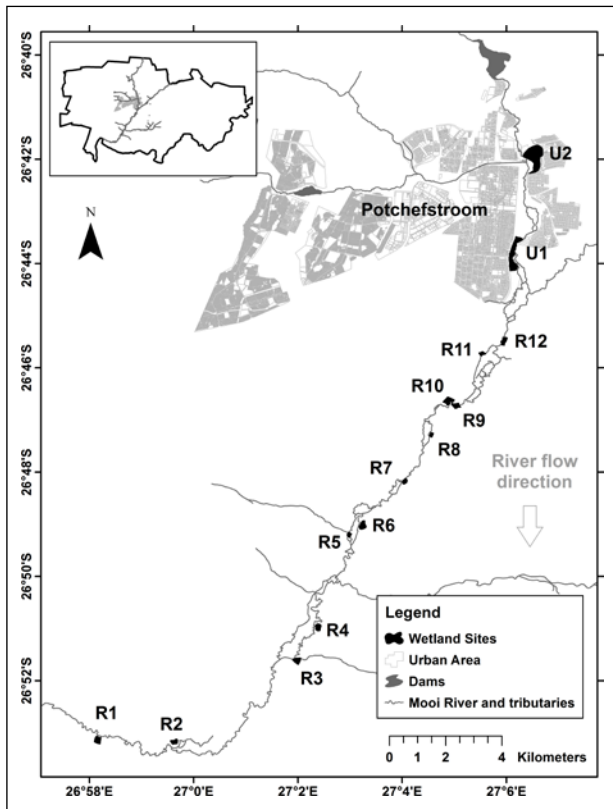 26°40'S
26°42'S
U2
N
Potchefstroom
26°44'S
U1
R12
R11
26°46'S
R10
R9
R8
26°48'S
R7
River flow
direction
R6
R5
26°50'S
Legend
Wetland Sites
Urban Area
Dams
Mooi River and tributaries
R4
R3
26°52'S
R1
R2
0 1 2 4 Kilometers
26°58'E 27°0'E 27°2'E 27°4'E 27°6'E